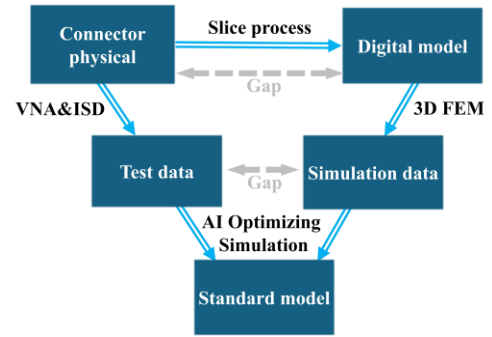 Connector
physical
Slice process
Digital model
Gap
VNA&ISD
3D FEM
Test data
Gap
Simulation data
AI Optimizing
Simulation
Standard model